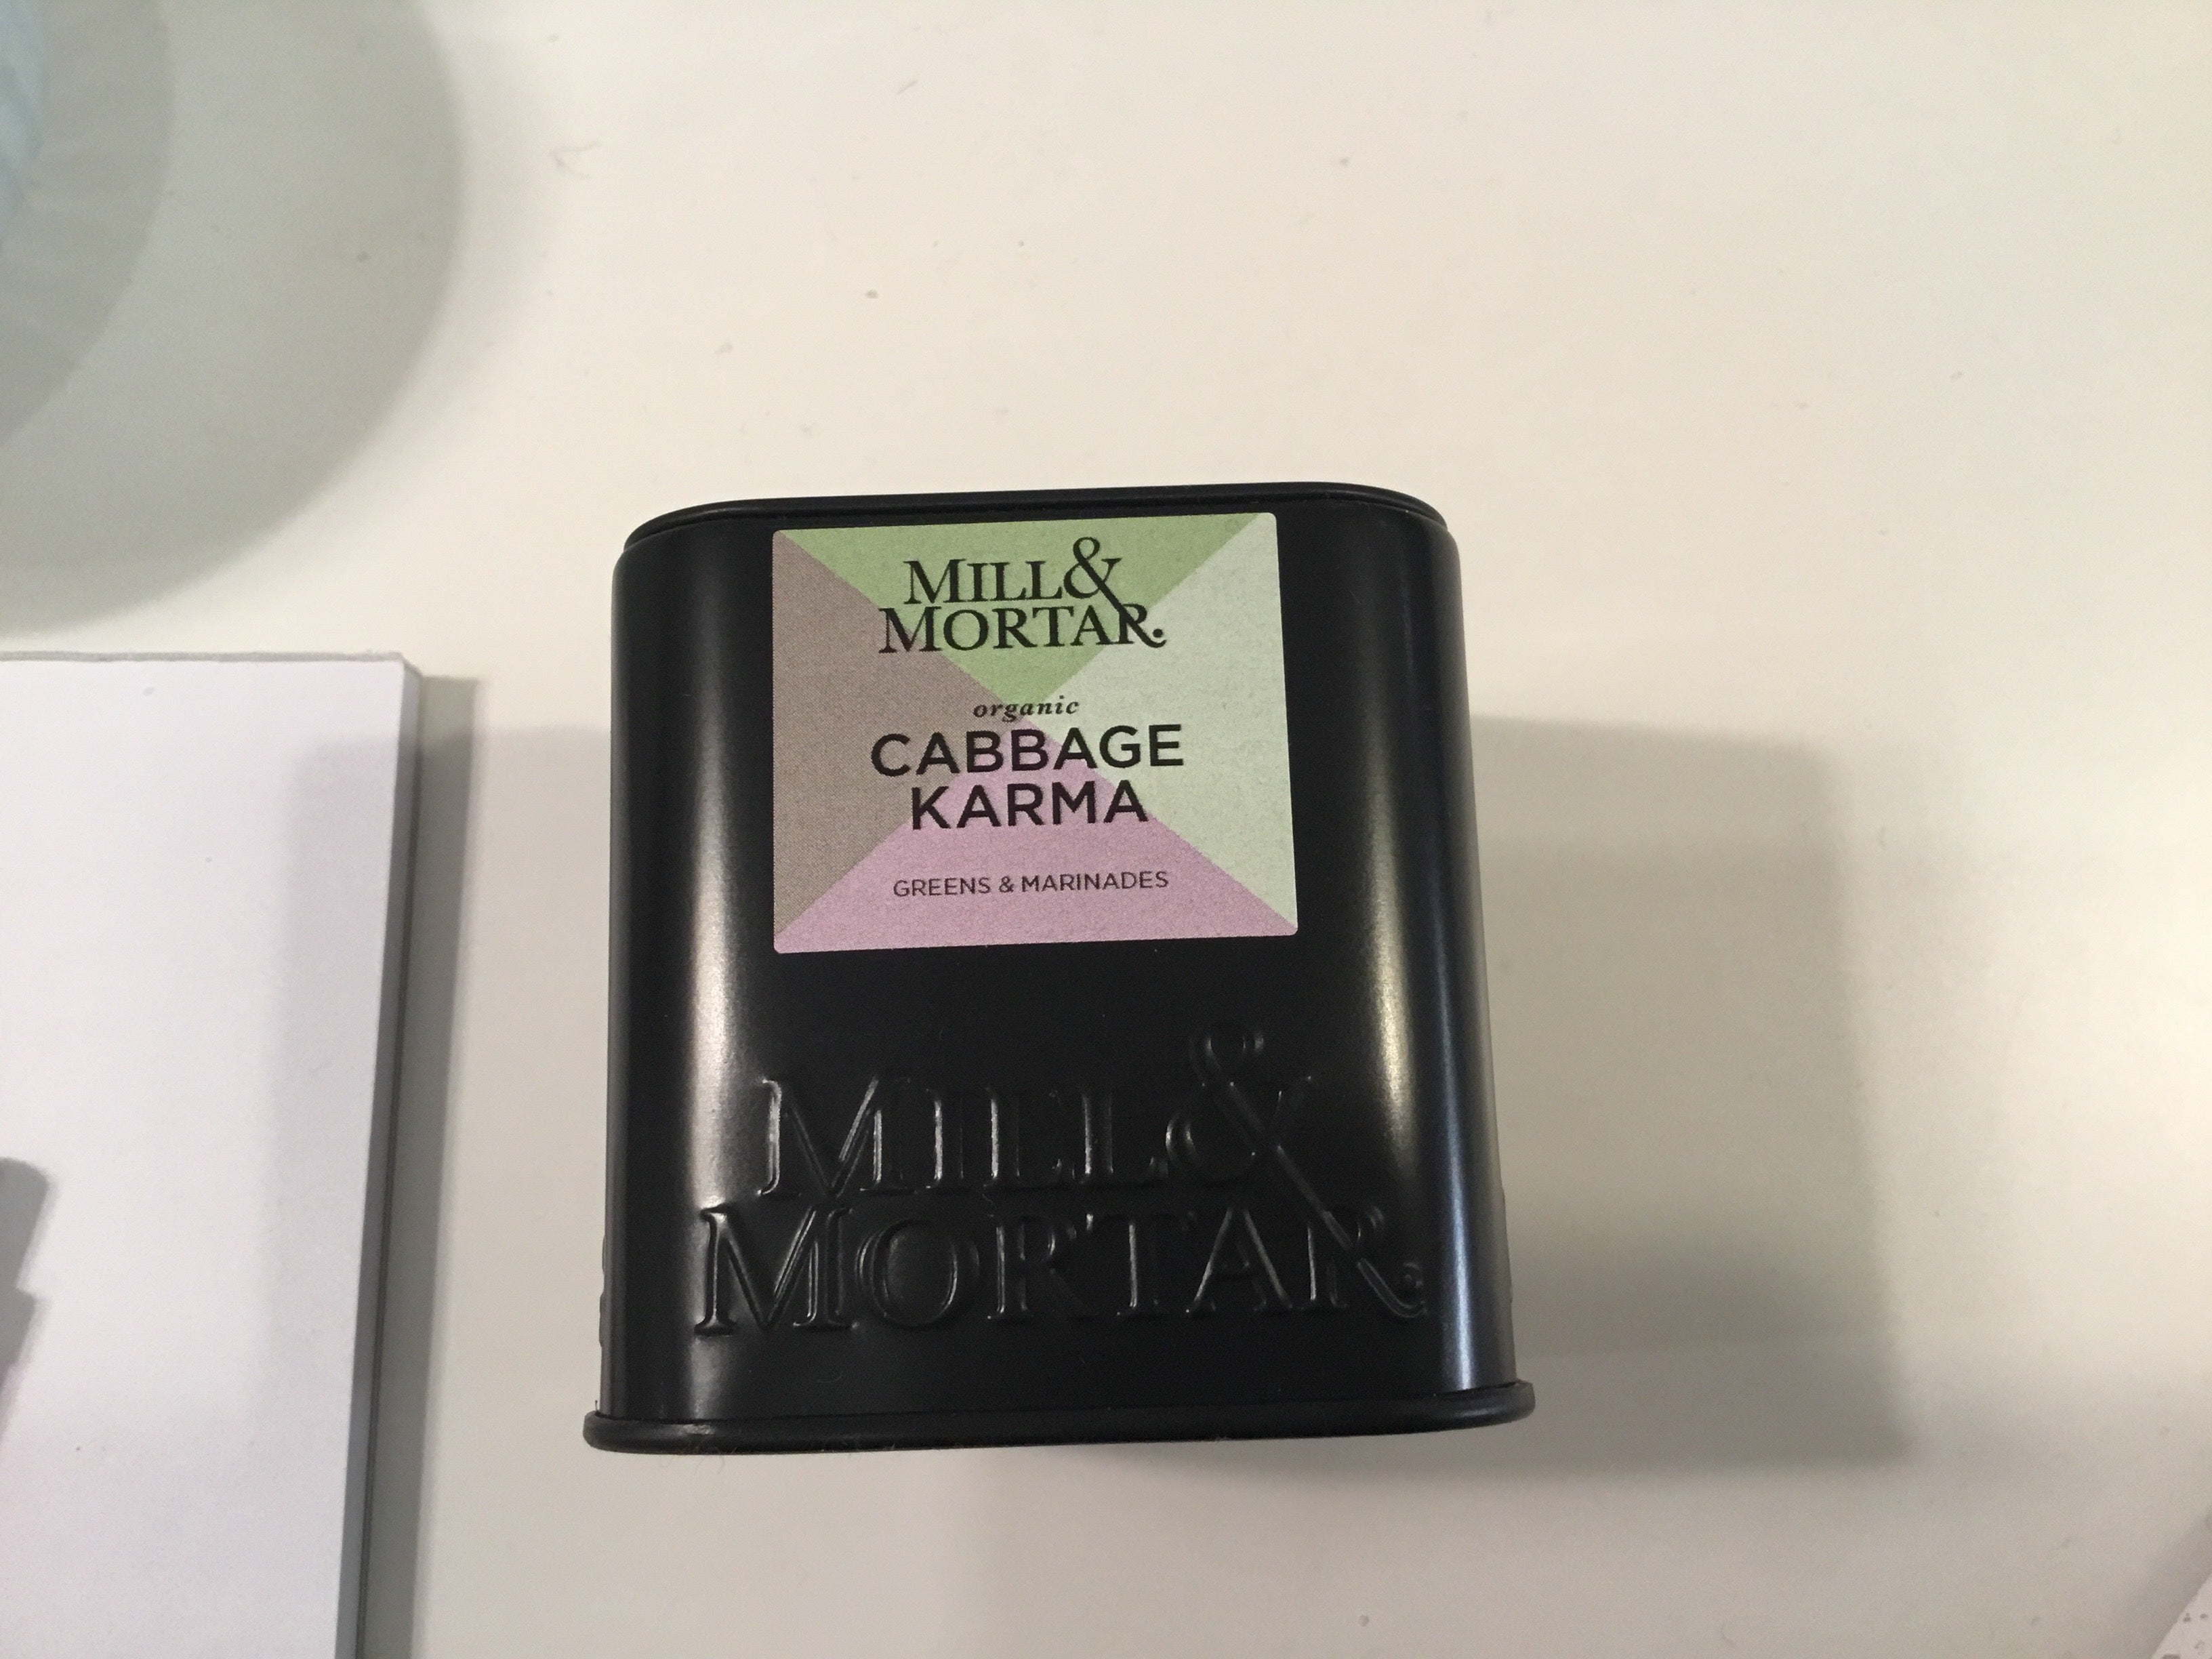 MILL&
MORTAR.
organic
CABBAGE
KARMA
GREENS & MARINADES
MILL&
MORTAR.